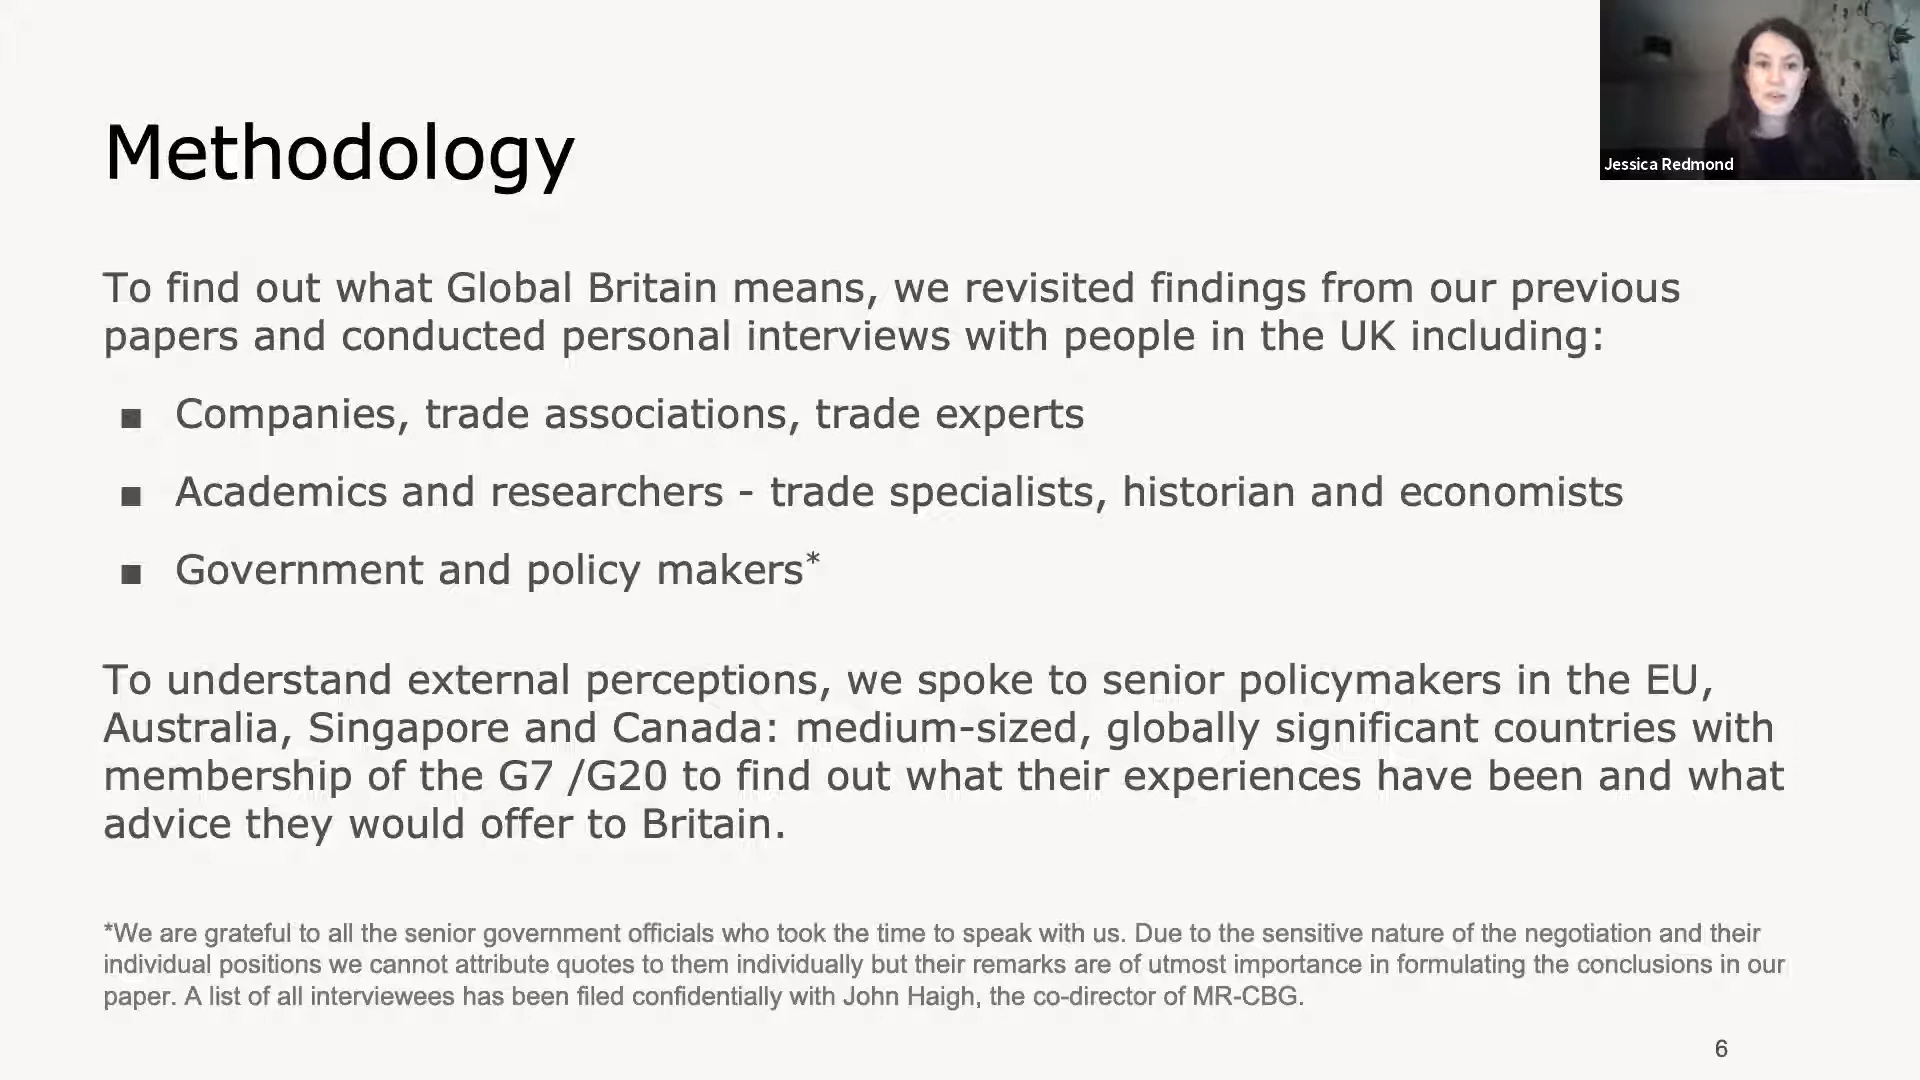 Jessica Redmond
Methodology
To find out what Global Britain means, we revisited findings from our previous
papers and conducted personal interviews with people in the UK including:
■ Companies, trade associations, trade experts
■ Academics and researchers - trade specialists, historian and economists
■ Government and policy makers*
To understand external perceptions, we spoke to senior policymakers in the EU,
Australia, Singapore and Canada: medium-sized, globally significant countries with
membership of the G7 /G20 to find out what their experiences have been and what
advice they would offer to Britain.
*We are grateful to all the senior government officials who took the time to speak with us. Due to the sensitive nature of the negotiation and their
individual positions we cannot attribute quotes to them individually but their remarks are of utmost importance in formulating the conclusions in our
paper. A list of all interviewees has been filed confidentially with John Haigh, the co-director of MR-CBG.
6